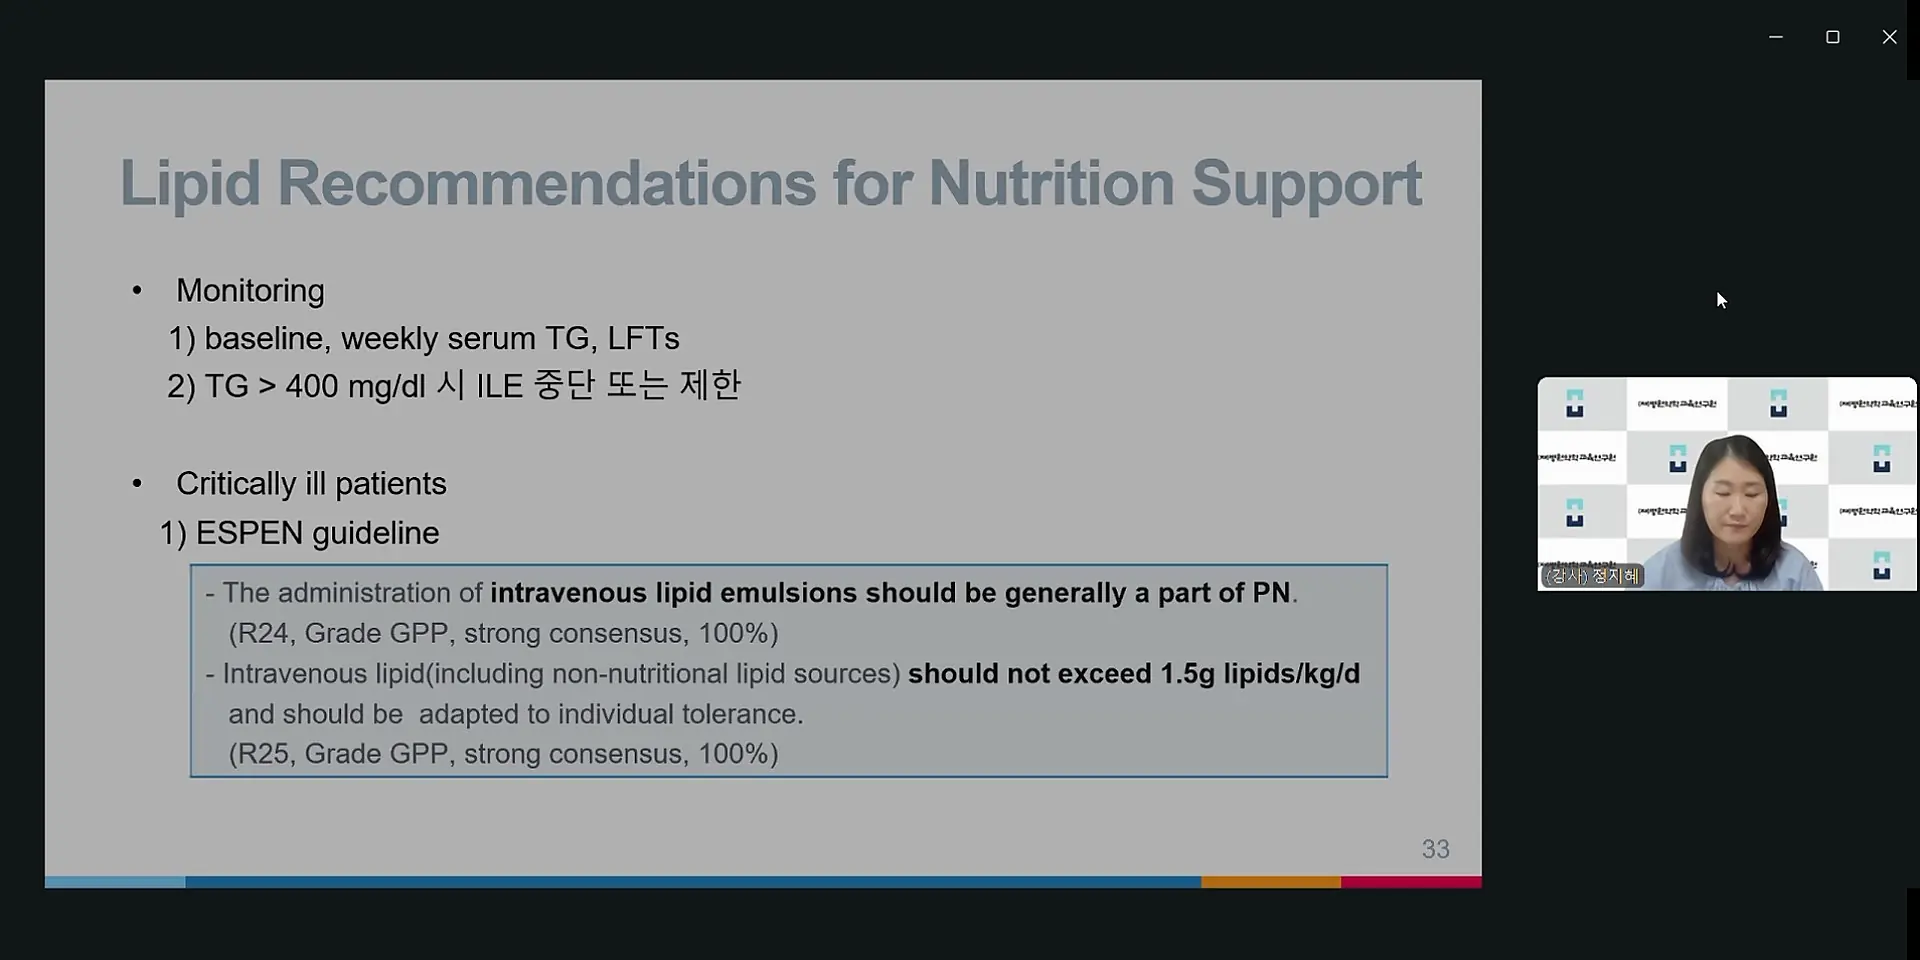 Lipid Recommendations for Nutrition Support
• Monitoring
1) baseline, weekly serum TG, LFTs
2) TG > 400 mg/dl 시 ILE 중단 또는 제한
• Critically ill patients
1) ESPEN guideline
- The administration of intravenous lipid emulsions should be generally a part of PN.
(R24, Grade GPP, strong consensus, 100%)
- Intravenous lipid(including non-nutritional lipid sources) should not exceed 1.5g lipids/kg/d
and should be  adapted to individual tolerance.
(R25, Grade GPP, strong consensus, 100%)
33
(강사) 정지혜